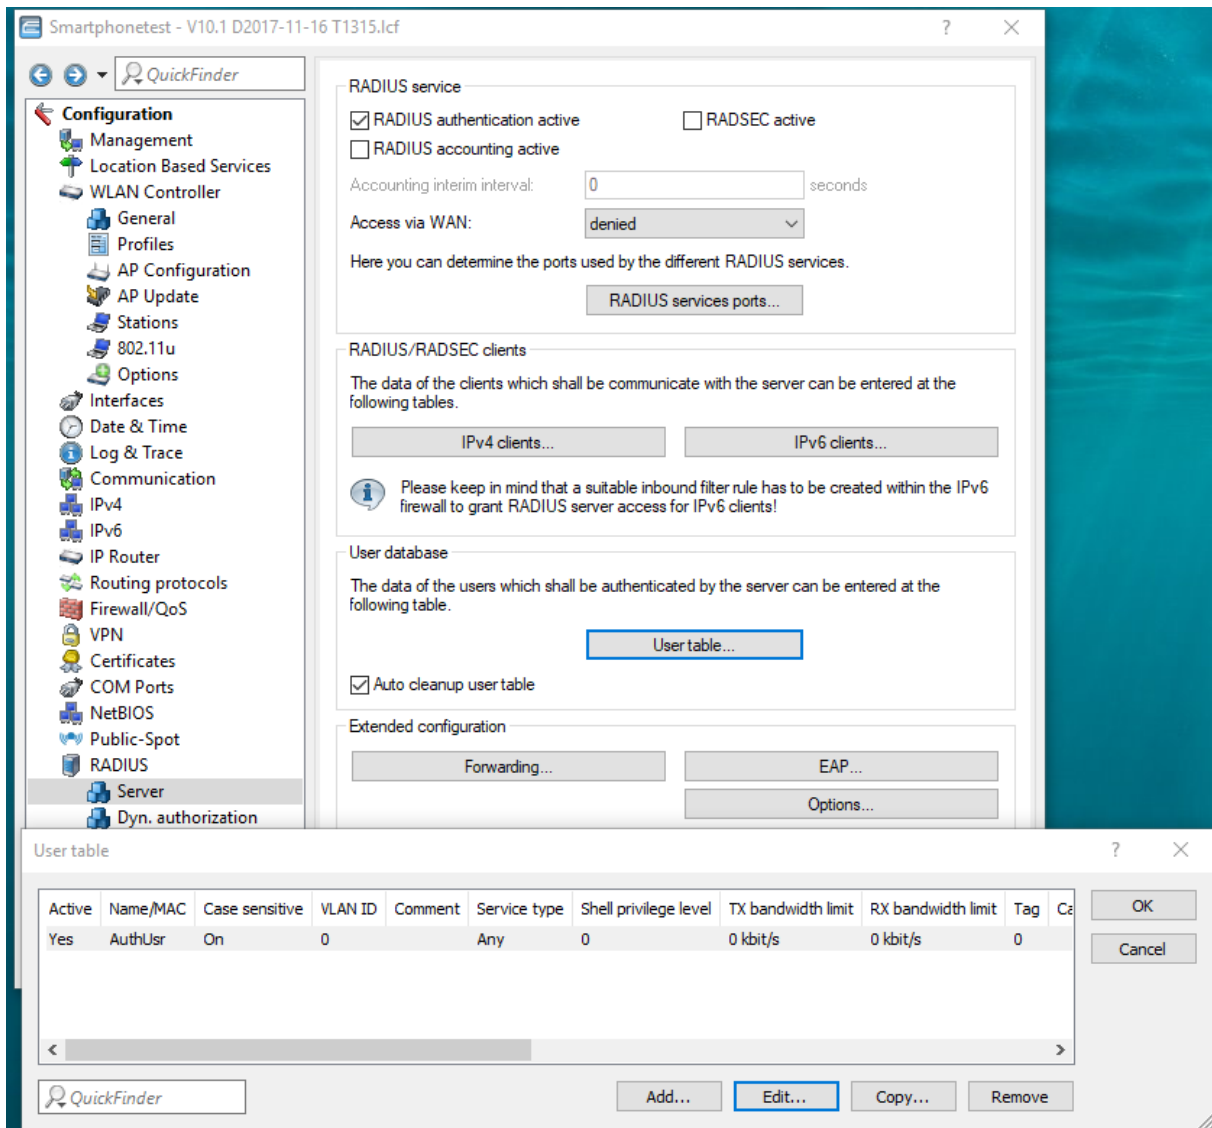 Smartphonetest - V10.1 D2017-11-16 T1315.lcf
?
QuickFinder
Configuration
Management
Location Based Services
WLAN Controller
General
Profiles
AP Configuration
AP Update
Stations
802.11u
Options
Interfaces
Date & Time
Log & Trace
Communication
IPv4
IPv6
IP Router
Routing protocols
Firewall/QoS
VPN
Certificates
COM Ports
NetBIOS
Public-Spot
RADIUS
Server
Dyn. authorization
RADIUS service
RADIUS authentication active RADSEC active
RADIUS accounting active
Accounting interim interval: 0 seconds
Access via WAN: denied
Here you can determine the ports used by the different RADIUS services.
RADIUS services ports...
RADIUS/RADSEC clients
The data of the clients which shall be communicate with the server can be entered at the
following tables.
IPv4 clients... IPv6 clients...
Please keep in mind that a suitable inbound filter rule has to be created within the IPv6
firewall to grant RADIUS server access for IPv6 clients!
User database
The data of the users which shall be authenticated by the server can be entered at the
following table.
User table...
Auto cleanup user table
Extended configuration
Forwarding... EAP...
Options...
User table ?
Active Name/MAC Case sensitive VLAN ID Comment Service type Shell privilege level TX bandwidth limit RX bandwidth limit Tag Ca
Yes AuthUsr On 0 Any 0 0 kbit/s 0 kbit/s 0
OK
Cancel
QuickFinder
Add... Edit... Copy... Remove